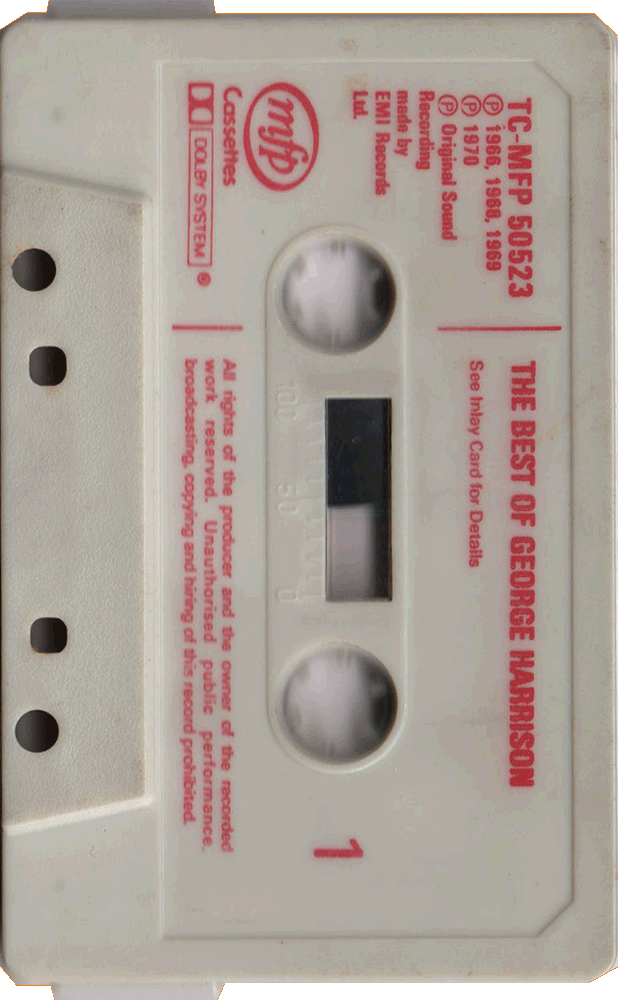 TC-MFP 50523
Ⓟ 1966, 1968, 1969
Ⓟ 1970
Ⓟ Original Sound
Recording
made by
EMI Records
Ltd.
THE BEST OF GEORGE HARRISON
See Inlay Card for Details
mfp
Cassettes
DOLBY SYSTEM ®
100 50 0
1
All rights of the producer and the owner of the recorded
work reserved. Unauthorised public performance,
broadcasting, copying and hiring of this record prohibited.